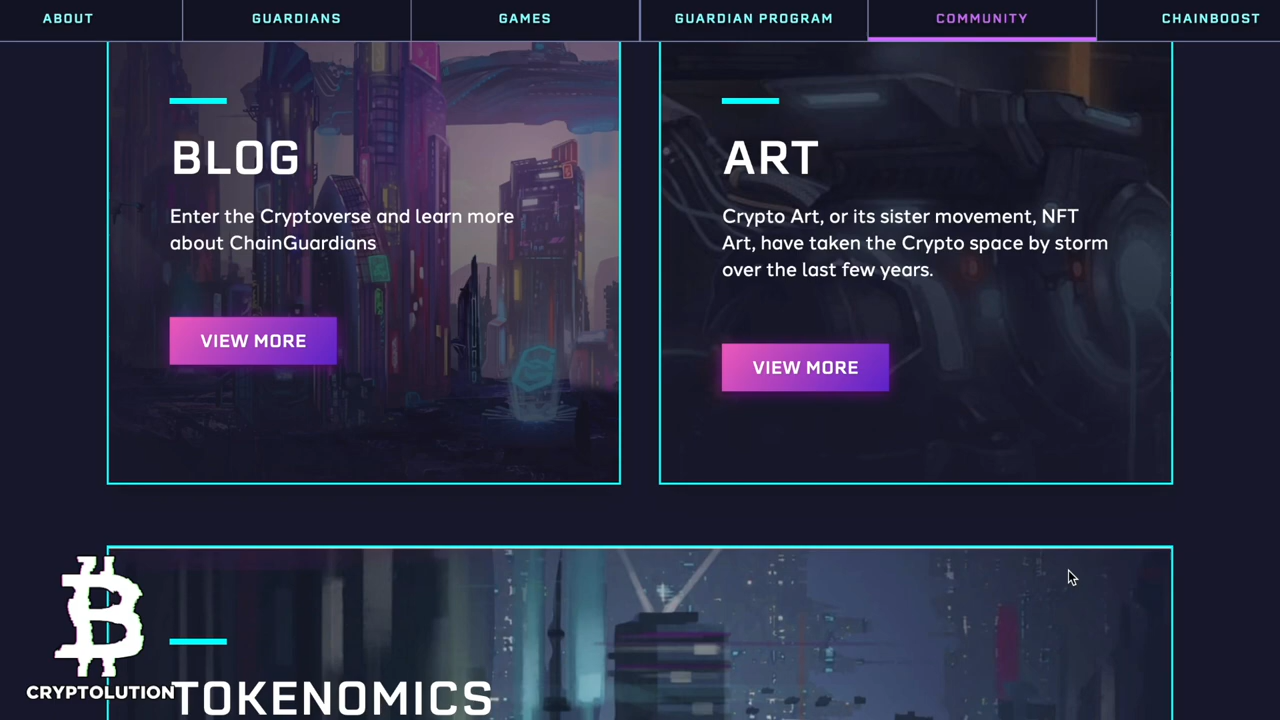 ABOUT
GUARDIANS
GAMES
GUARDIAN PROGRAM
COMMUNITY
CHAINBOOST
BLOG
Enter the Cryptoverse and learn more
about ChainGuardians
VIEW MORE
ART
Crypto Art, or its sister movement, NFT
Art, have taken the Crypto space by storm
over the last few years.
VIEW MORE
TOKENOMICS
CRYPTOLUTION